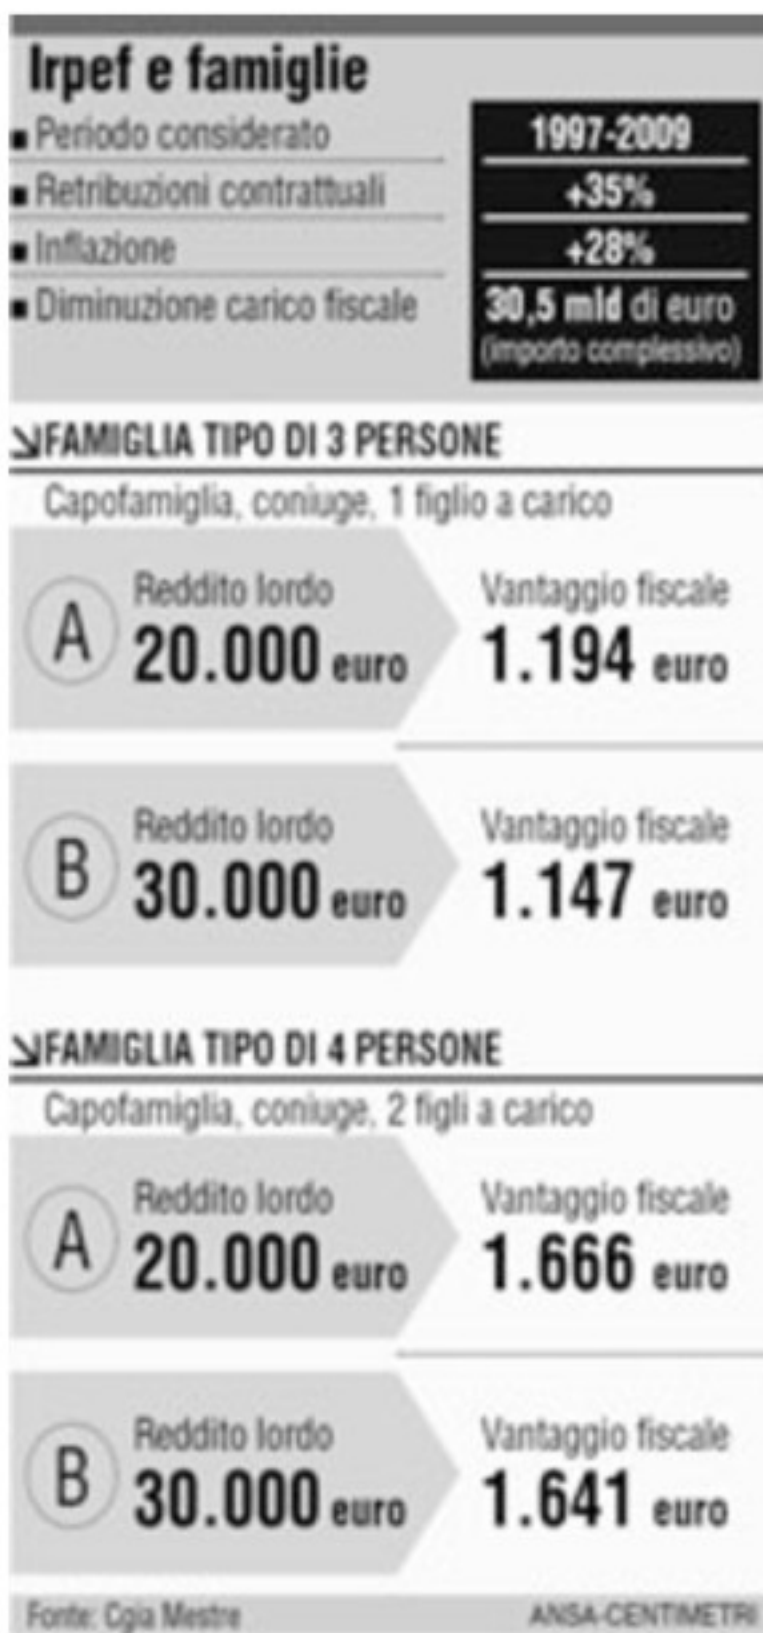 Irpef e famiglie
Periodo considerato 1997-2009
Retribuzioni contrattuali +35%
Inflazione +28%
Diminuzione carico fiscale 30,5 mld di euro
(importo complessivo)
FAMIGLIA TIPO DI 3 PERSONE
Capofamiglia, coniuge, 1 figlio a carico
A Reddito lordo Vantaggio fiscale
20.000 euro 1.194 euro
B Reddito lordo Vantaggio fiscale
30.000 euro 1.147 euro
FAMIGLIA TIPO DI 4 PERSONE
Capofamiglia, coniuge, 2 figli a carico
A Reddito lordo Vantaggio fiscale
20.000 euro 1.666 euro
B Reddito lordo Vantaggio fiscale
30.000 euro 1.641 euro
Fonte: Cgia Mestre ANSA-CENTIMETRI